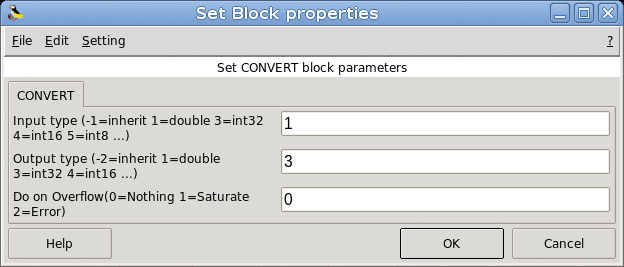 Set Block properties
File Edit Setting ?
Set CONVERT block parameters
CONVERT
Input type (-1=inherit 1=double 3=int32
4=int16 5=int8 ...)
1
Output type (-2=inherit 1=double
3=int32 4=int16 ...)
3
Do on Overflow(0=Nothing 1=Saturate
2=Error)
0
Help OK Cancel